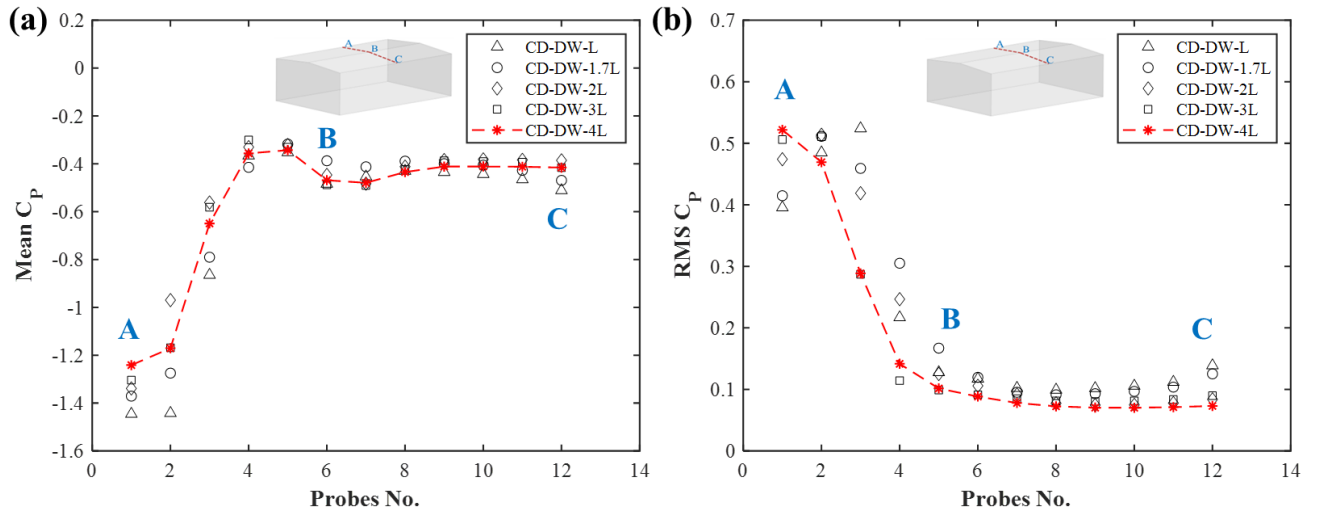 (a)
0.2
0
-0.2
-0.4
-0.6
-0.8
-1
-1.2
-1.4
-1.6
Mean C_P
0 2 4 6 8 10 12 14
Probes No.
A
B
C
A
B
C
CD-DW-L
CD-DW-1.7L
CD-DW-2L
CD-DW-3L
CD-DW-4L
(b)
0.7
0.6
0.5
0.4
0.3
0.2
0.1
0
RMS C_P
0 2 4 6 8 10 12 14
Probes No.
A
B
C
A
B
C
CD-DW-L
CD-DW-1.7L
CD-DW-2L
CD-DW-3L
CD-DW-4L